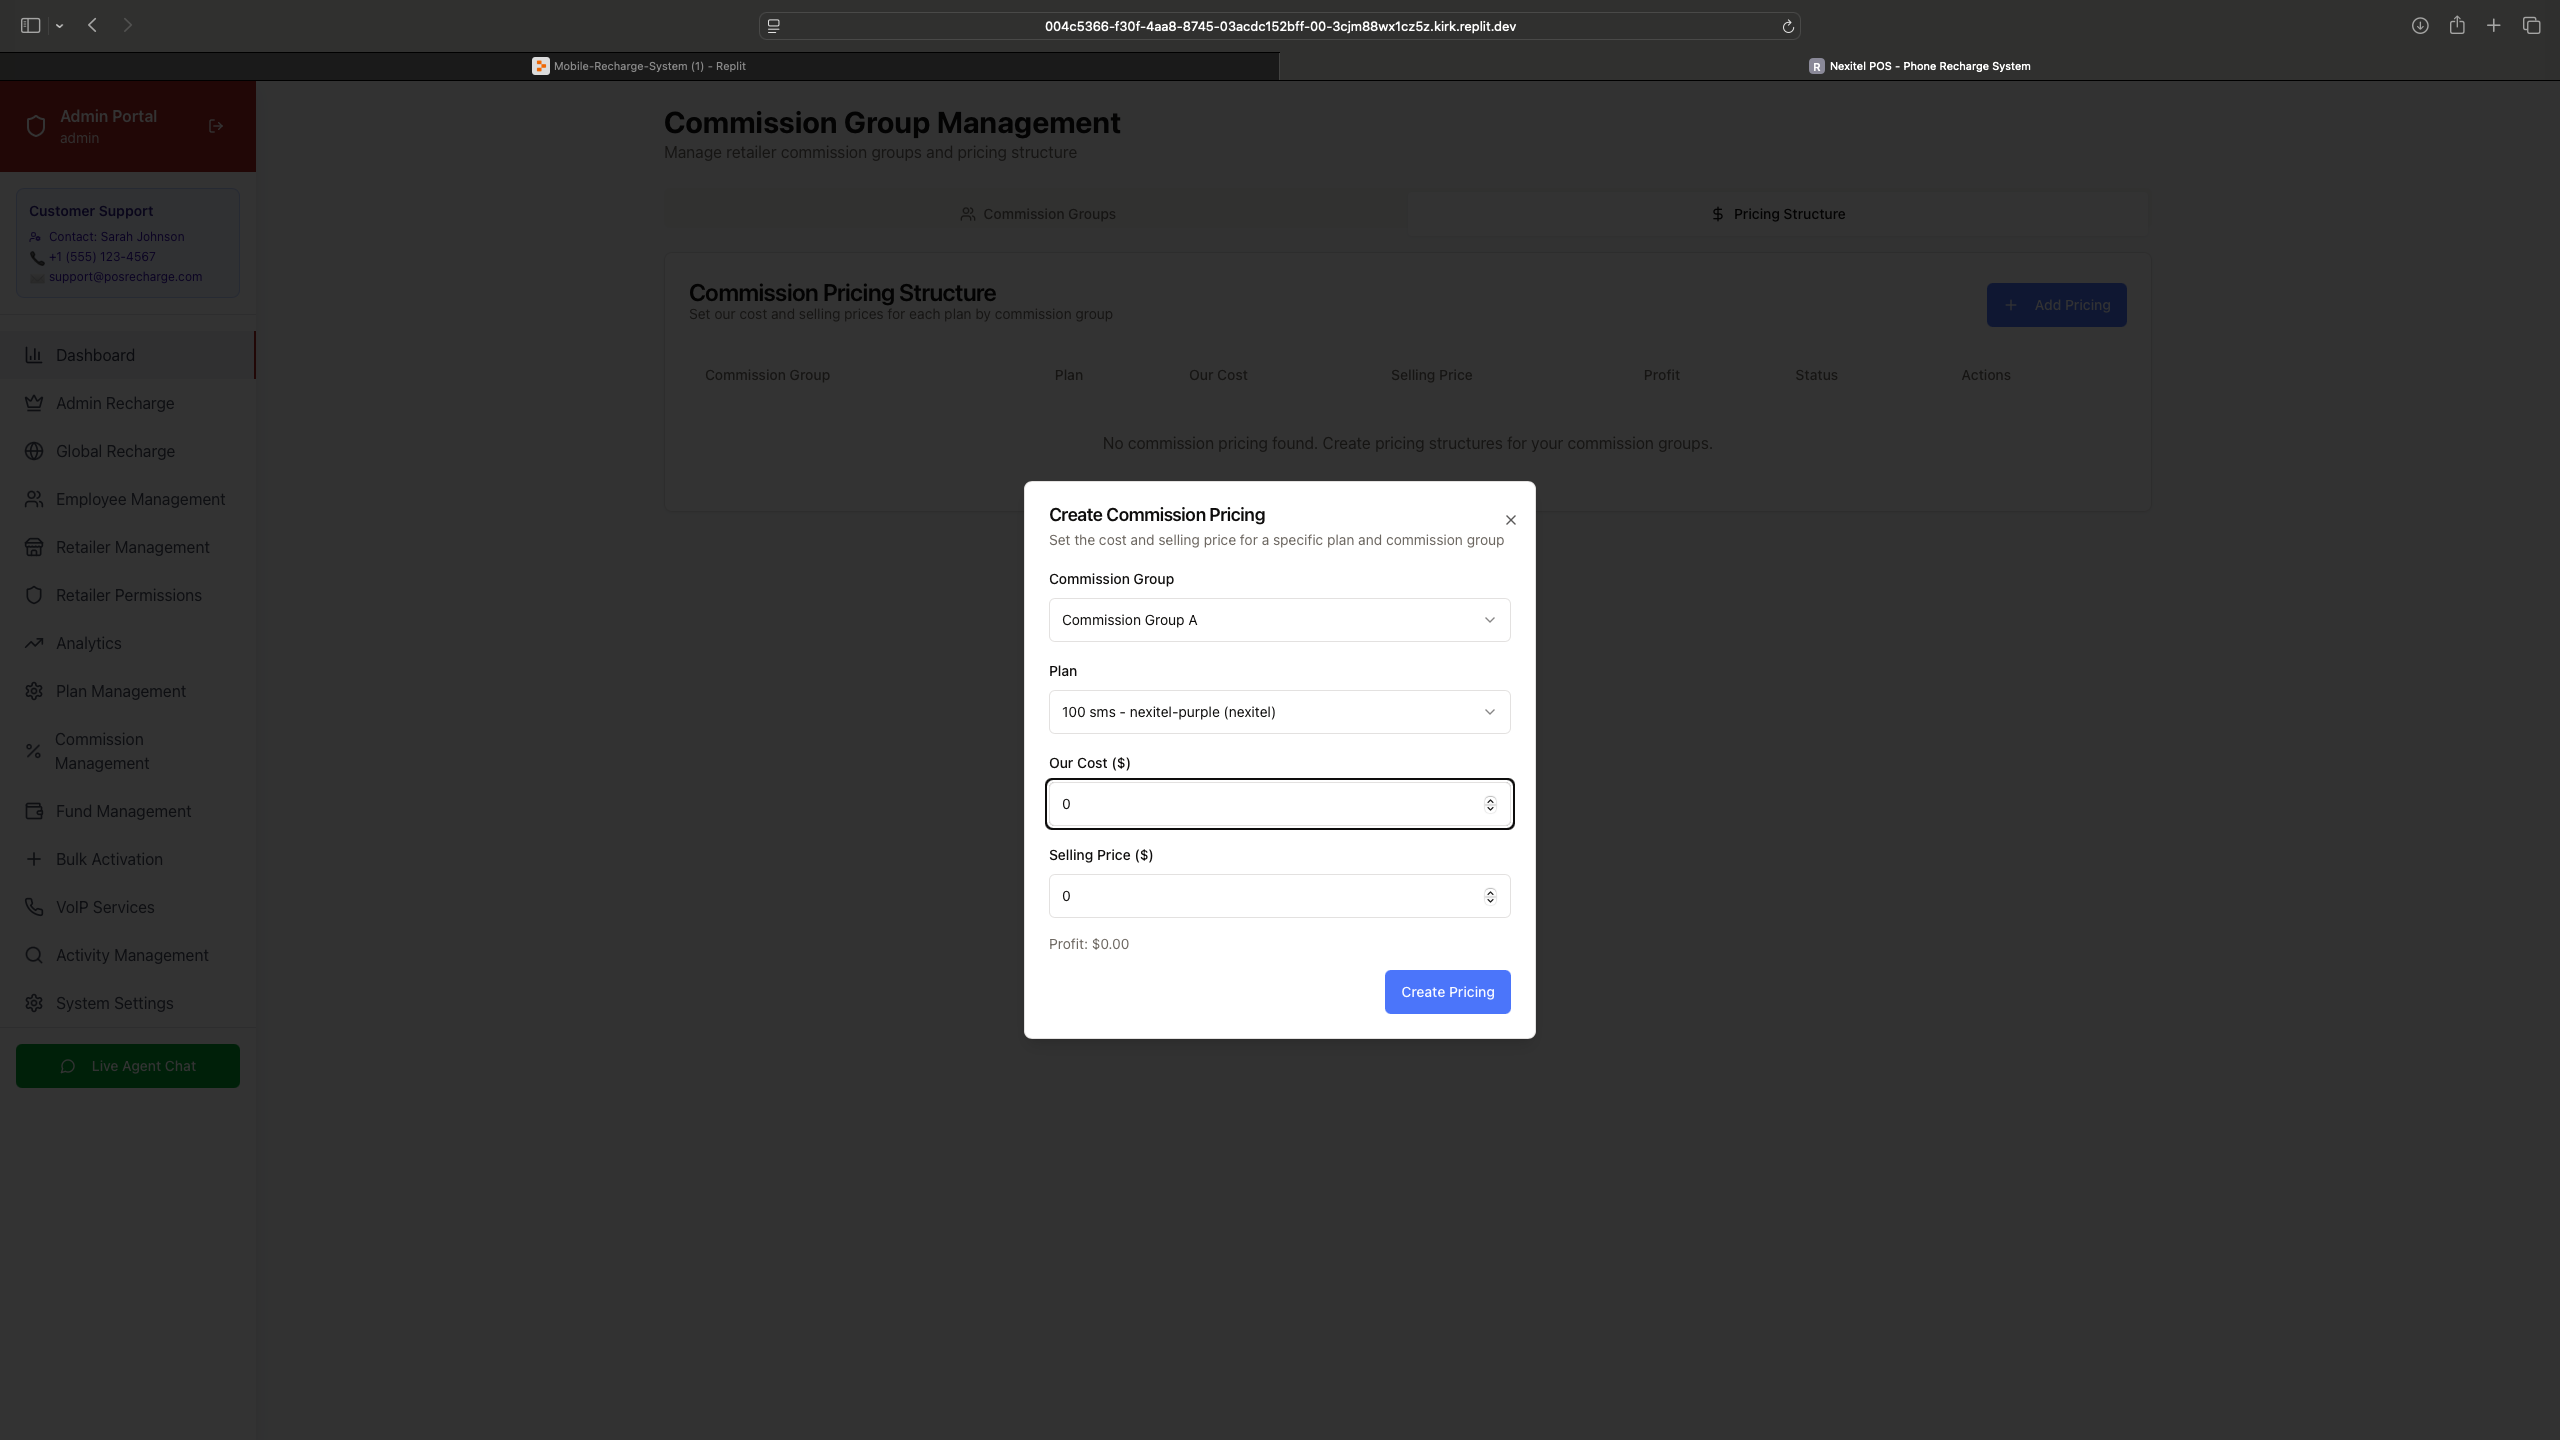 004c5366-f30f-4aa8-8745-03acdc152bff-00-3cjm88wx1cz5z.kirk.replit.dev
Mobile-Recharge-System (1) - Replit
R Nexitel POS - Phone Recharge System
Admin Portal
admin
Customer Support
Contact: Sarah Johnson
+1 (555) 123-4567
support@posrecharge.com
Dashboard
Admin Recharge
Global Recharge
Employee Management
Retailer Management
Retailer Permissions
Analytics
Plan Management
Commission
Management
Fund Management
Bulk Activation
VoIP Services
Activity Management
System Settings
Live Agent Chat
Commission Group Management
Manage retailer commission groups and pricing structure
Commission Groups
Pricing Structure
Commission Pricing Structure
Set our cost and selling prices for each plan by commission group
Add Pricing
Commission Group Plan Our Cost Selling Price Profit Status Actions
No commission pricing found. Create pricing structures for your commission groups.
Create Commission Pricing
Set the cost and selling price for a specific plan and commission group
Commission Group
Commission Group A
Plan
100 sms - nexitel-purple (nexitel)
Our Cost ($)
0
Selling Price ($)
0
Profit: $0.00
Create Pricing